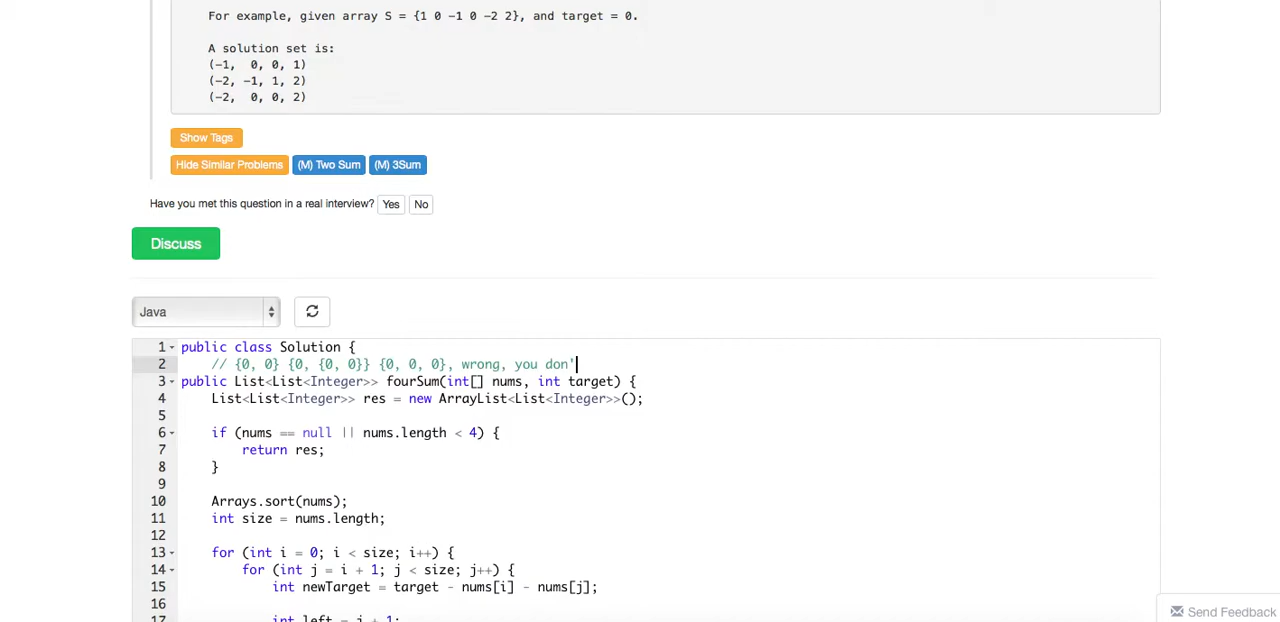 For example, given array S = {1 0 -1 0 -2 2}, and target = 0.
A solution set is:
(-1,  0, 0, 1)
(-2, -1, 1, 2)
(-2,  0, 0, 2)
Show Tags
Hide Similar Problems (M) Two Sum (M) 3Sum
Have you met this question in a real interview? Yes No
Discuss
Java
1 public class Solution {
2 // {0, 0} {0, {0, 0}} {0, 0, 0}, wrong, you don'
3 public List<List<Integer>> fourSum(int[] nums, int target) {
4 List<List<Integer>> res = new ArrayList<List<Integer>>();
5
6 if (nums == null || nums.length < 4) {
7 return res;
8 }
9
10 Arrays.sort(nums);
11 int size = nums.length;
12
13 for (int i = 0; i < size; i++) {
14 for (int j = i + 1; j < size; j++) {
15 int newTarget = target - nums[i] - nums[j];
16
17 int left = j + 1;
Send Feedback